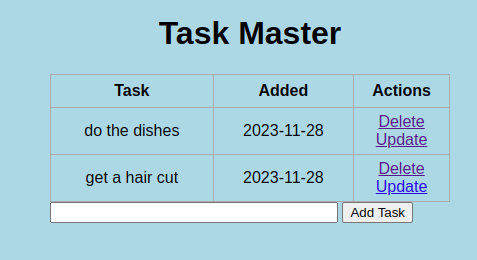 Task Master
Task Added Actions
do the dishes 2023-11-28 Delete
Update
get a hair cut 2023-11-28 Delete
Update
Add Task